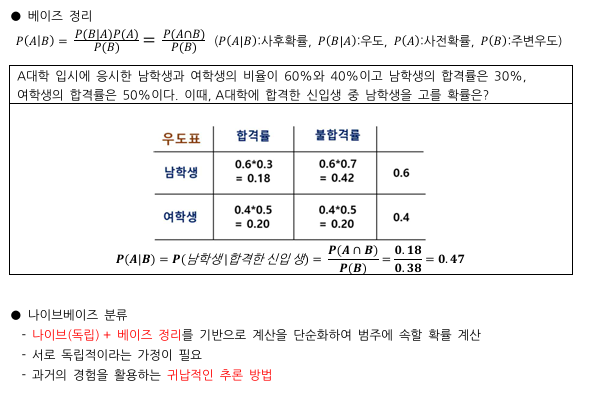 ● 베이즈 정리
P(A|B) = P(B|A)P(A)/P(B) = P(A∩B)/P(B) (P(A|B):사후확률, P(B|A):우도, P(A):사전확률, P(B):주변우도)
A대학 입시에 응시한 남학생과 여학생의 비율이 60%와 40%이고 남학생의 합격률은 30%,
여학생의 합격률은 50%이다. 이때, A대학에 합격한 신입생 중 남학생을 고를 확률은?
우도표 합격률 불합격률
남학생 0.6*0.3 = 0.18 0.6*0.7 = 0.42 0.6
여학생 0.4*0.5 = 0.20 0.4*0.5 = 0.20 0.4
P(A|B) = P(남학생|합격한 신입 생) = P(A ∩ B)/P(B) = 0.18/0.38 = 0.47
● 나이브베이즈 분류
- 나이브(독립) + 베이즈 정리를 기반으로 계산을 단순화하여 범주에 속할 확률 계산
- 서로 독립적이라는 가정이 필요
- 과거의 경험을 활용하는 귀납적인 추론 방법